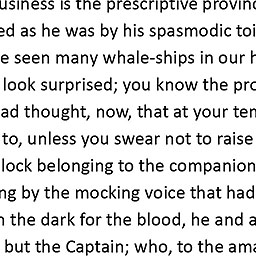 usiness is the prescriptive provinc
ed as he was by his spasmodic toi
e seen many whale-ships in our h
look surprised; you know the pro
ad thought, now, that at your ten
to, unless you swear not to raise
lock belonging to the companion
ng by the mocking voice that had
n the dark for the blood, he and a
but the Captain; who, to the ama